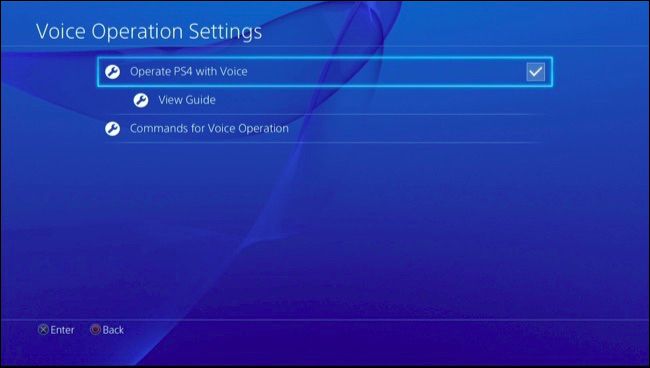 Voice Operation Settings
Operate PS4 with Voice
View Guide
Commands for Voice Operation
Enter Back